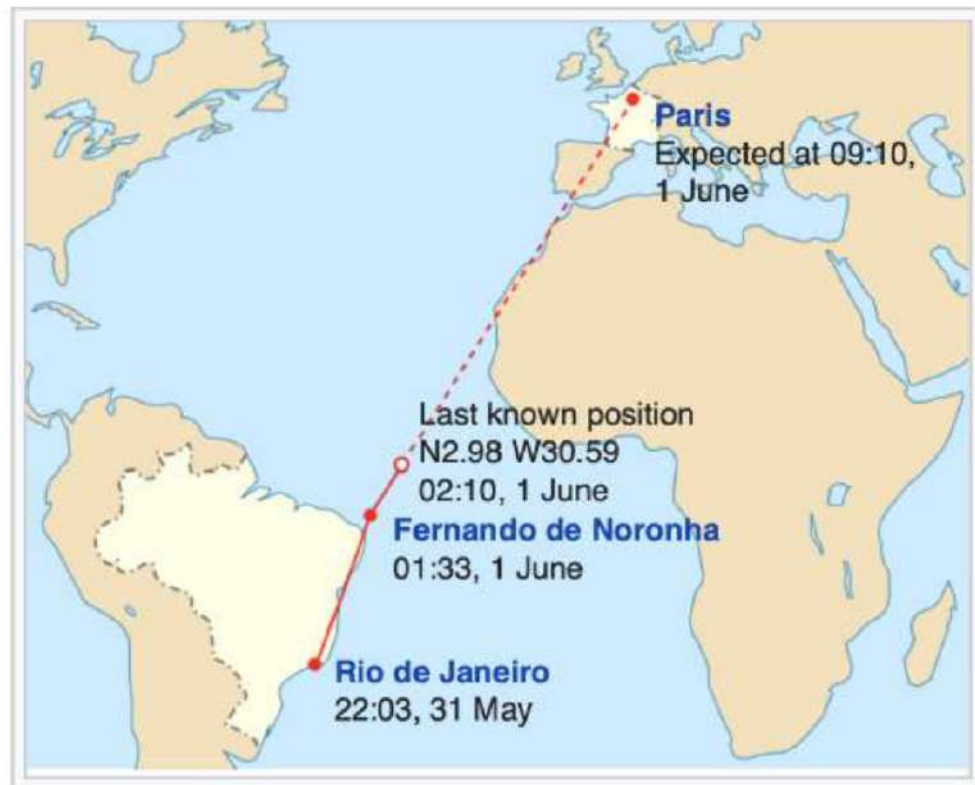 Paris
Expected at 09:10,
1 June
Last known position
N2.98 W30.59
02:10, 1 June
Fernando de Noronha
01:33, 1 June
Rio de Janeiro
22:03, 31 May